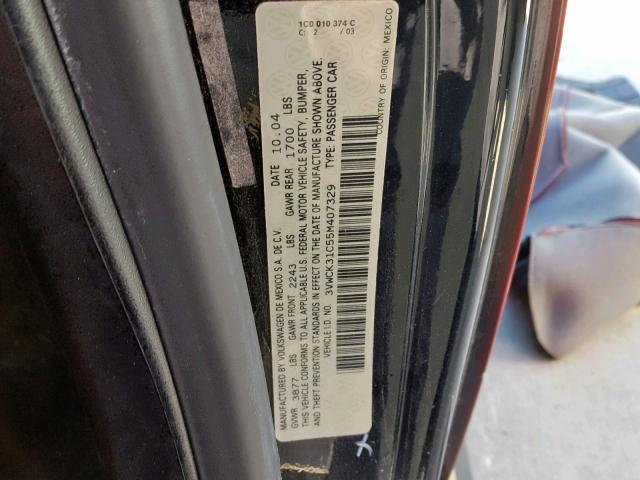 1C0 010 374 C
/ 03
MANUFACTURED BY VOLKSWAGEN DE MEXICO S.A. DE C.V. DATE 10.04
GVWR 3877 LBS GAWR FRONT 2243 LBS GAWR REAR 1700 LBS
THIS VEHICLE CONFORMS TO ALL APPLICABLE U.S. FEDERAL MOTOR VEHICLE SAFETY, BUMPER,
AND THEFT PREVENTION STANDARDS IN EFFECT ON THE DATE OF MANUFACTURE SHOWN ABOVE.
VEHICLE I.D. NO. 3VWCK31C55M407329 TYPE: PASSENGER CAR
COUNTRY OF ORIGIN: MEXICO